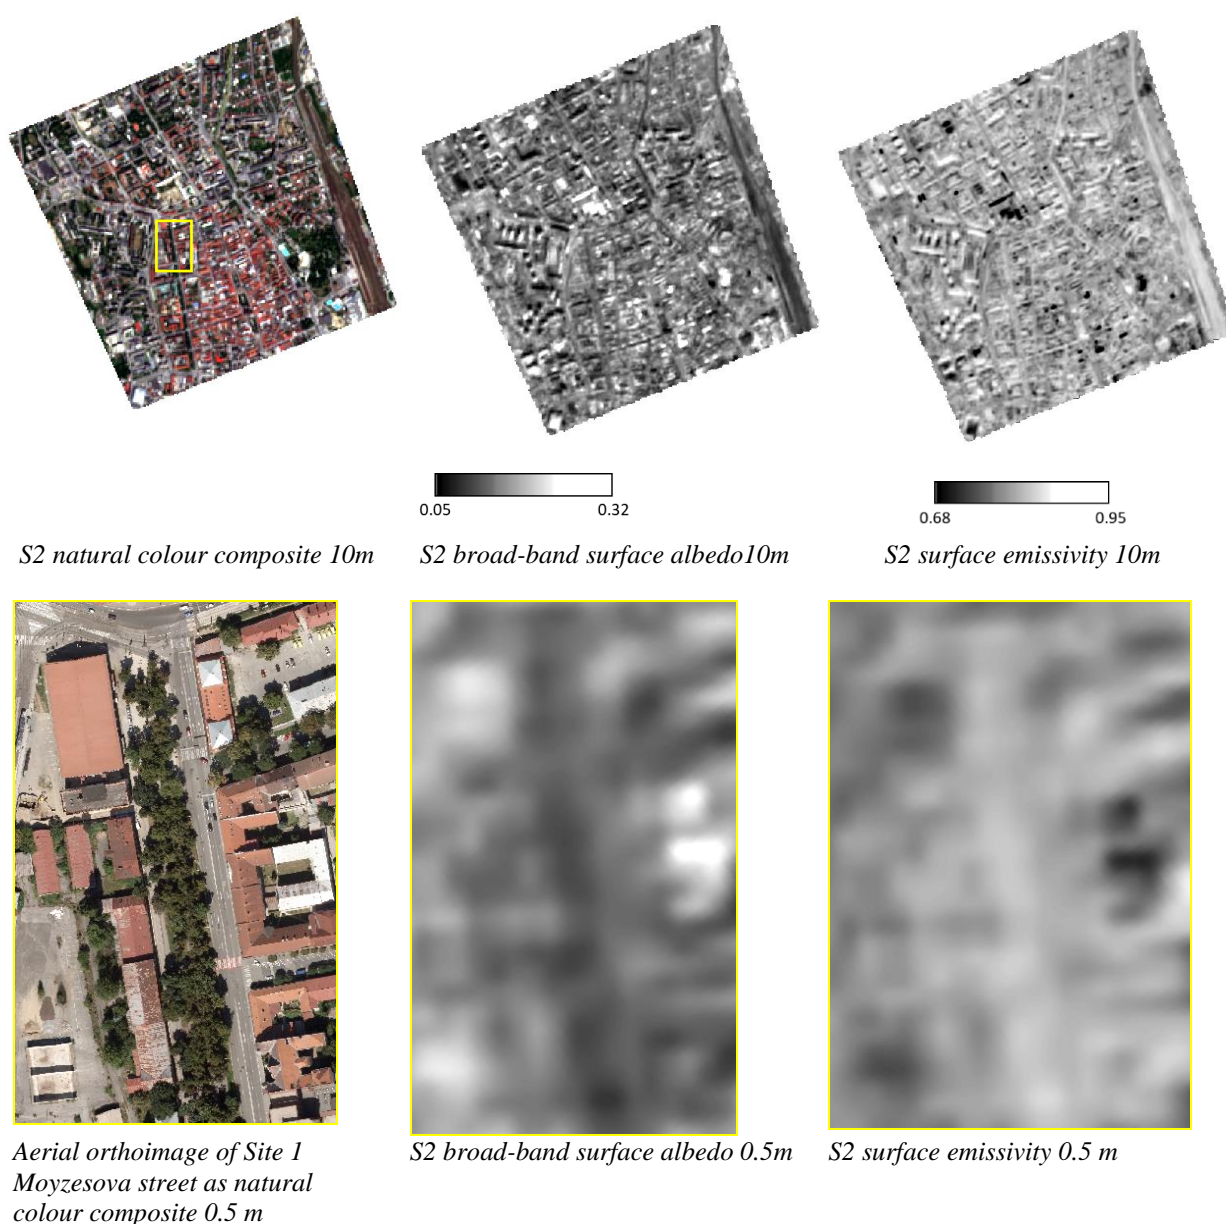 0.05 0.32
0.68 0.95
S2 natural colour composite 10m
S2 broad-band surface albedo10m
S2 surface emissivity 10m
Aerial orthoimage of Site 1
Moyzesova street as natural
colour composite 0.5 m
S2 broad-band surface albedo 0.5m
S2 surface emissivity 0.5 m